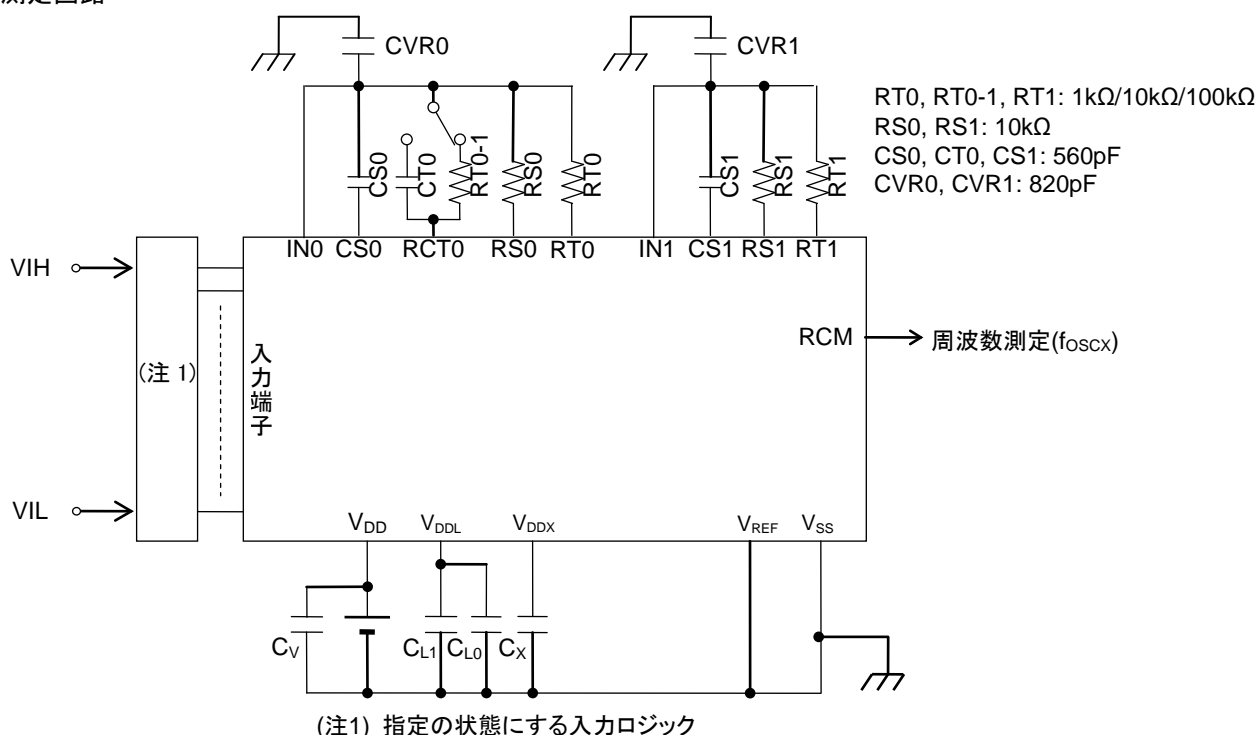 CVR0
CVR1
RT0, RT0-1, RT1: 1kΩ/10kΩ/100kΩ
RS0, RS1: 10kΩ
CS0, CT0, CS1: 560pF
CVR0, CVR1: 820pF
CS0
CT0
RT0-1
RS0
RT0
CS1
RS1
RT1
IN0 CS0 RCT0 RS0 RT0 IN1 CS1 RS1 RT1
VIH
(注 1)
入力端子
RCM
周波数測定(fOSCX)
VIL
VDD VDDL VDDX VREF VSS
CV CL1 CL0 CX
(注1) 指定の状態にする入力ロジック